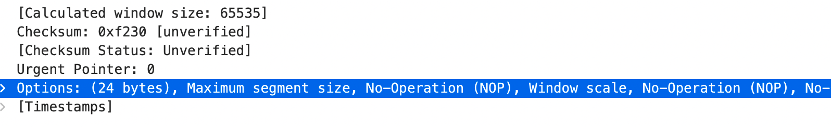 [Calculated window size: 65535]
Checksum: 0xf230 [unverified]
[Checksum Status: Unverified]
Urgent Pointer: 0
Options: (24 bytes), Maximum segment size, No-Operation (NOP), Window scale, No-Operation (NOP), No-
[Timestamps]